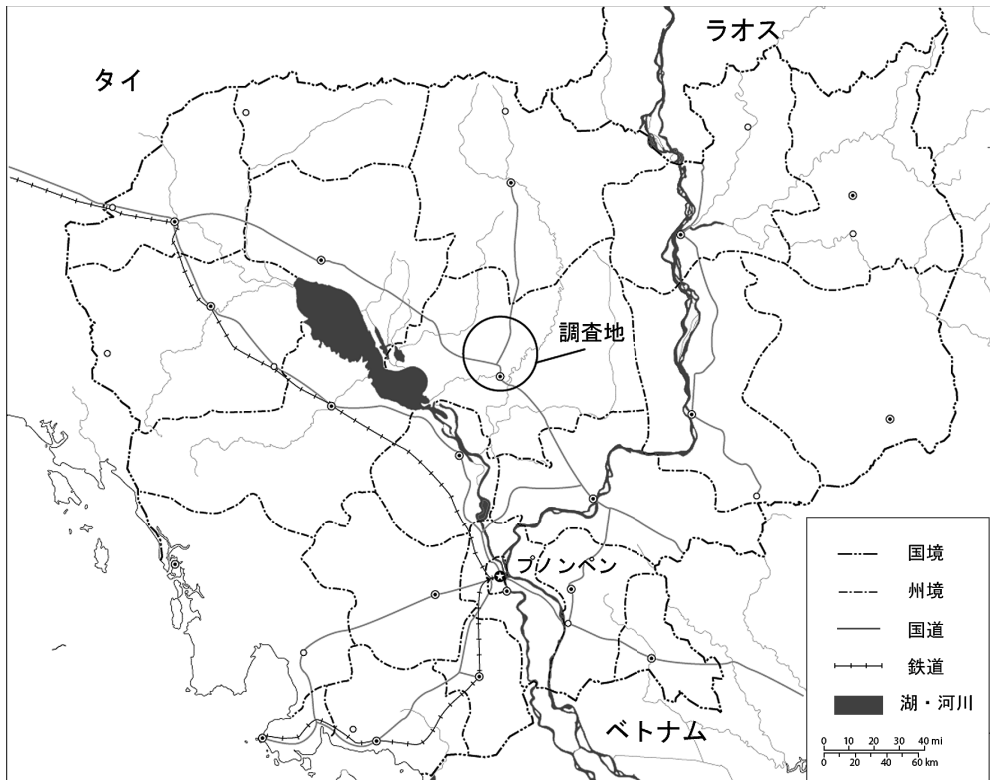 タイ
ラオス
調査地
プノンペン
ベトナム
国境
州境
国道
鉄道
湖・河川
0 10 20 30 40 mi
0 20 40 60 km